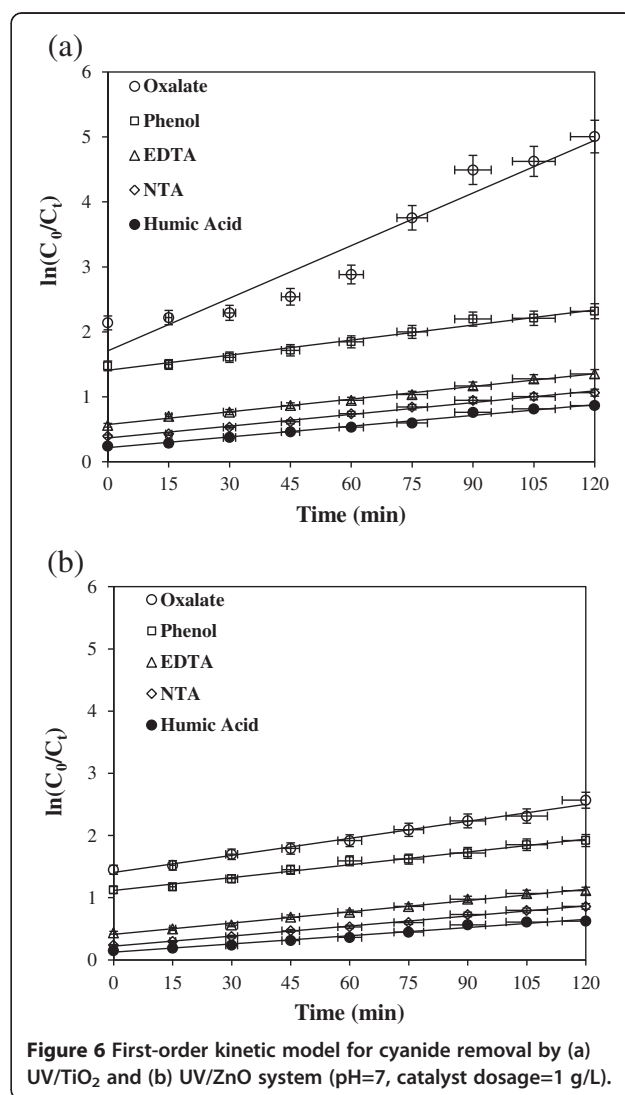 (a)
6
5
4
3
2
1
0
ln(C₀/Cₜ)
Oxalate
Phenol
EDTA
NTA
Humic Acid
0 15 30 45 60 75 90 105 120
Time (min)
(b)
6
5
4
3
2
1
0
ln(C₀/Cₜ)
Oxalate
Phenol
EDTA
NTA
Humic Acid
0 15 30 45 60 75 90 105 120
Time (min)
Figure 6 First-order kinetic model for cyanide removal by (a)
UV/TiO₂ and (b) UV/ZnO system (pH=7, catalyst dosage=1 g/L).